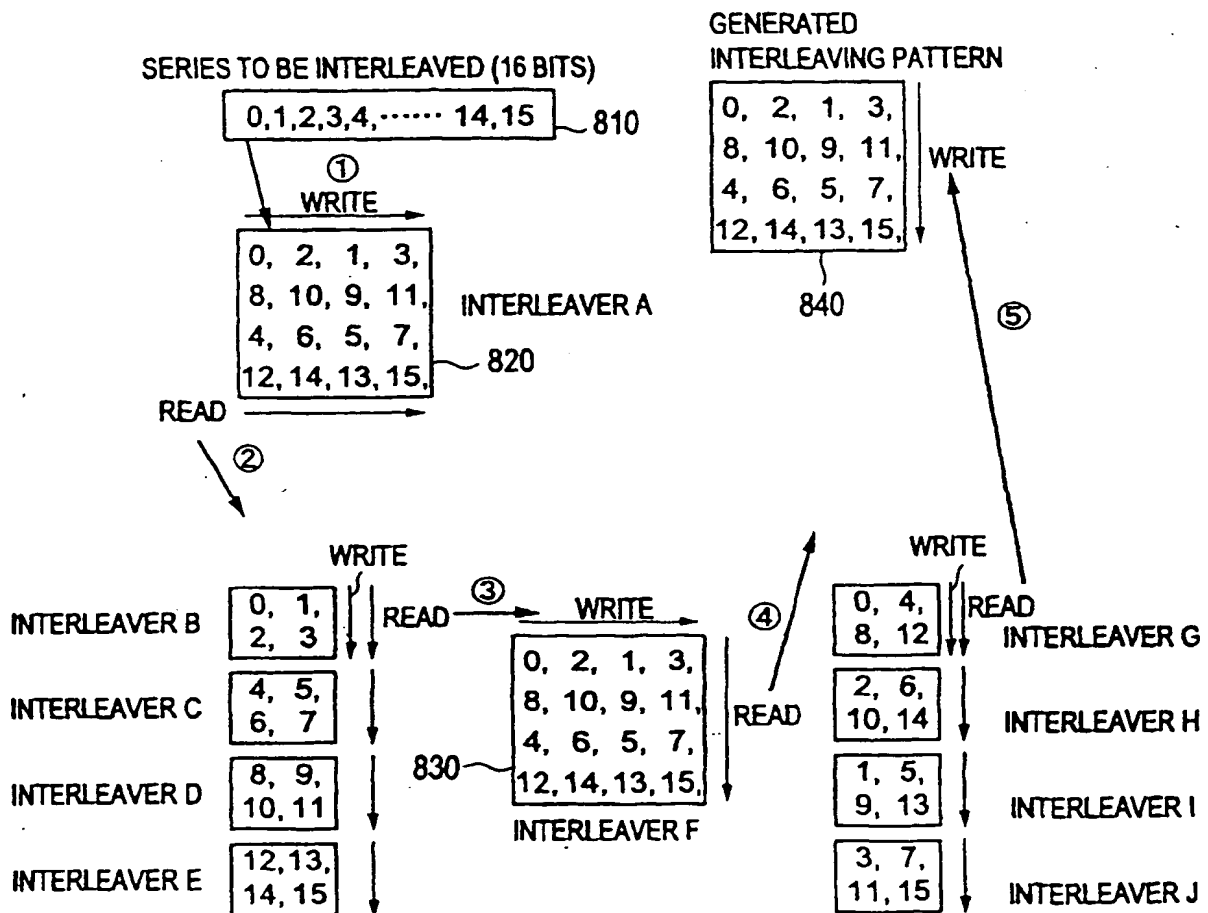 GENERATED
INTERLEAVING PATTERN
SERIES TO BE INTERLEAVED (16 BITS)
0,1,2,3,4,...... 14,15
810
0, 2, 1, 3,
8, 10, 9, 11,
4, 6, 5, 7,
12, 14, 13, 15,
WRITE
840
①
WRITE
0, 2, 1, 3,
8, 10, 9, 11,
4, 6, 5, 7,
12, 14, 13, 15,
INTERLEAVER A
820
READ
②
⑤
WRITE
INTERLEAVER B
0, 1,
2, 3
READ
③
INTERLEAVER C
4, 5,
6, 7
INTERLEAVER D
8, 9,
10, 11
INTERLEAVER E
12, 13,
14, 15
WRITE
0, 2, 1, 3,
8, 10, 9, 11,
4, 6, 5, 7,
12, 14, 13, 15,
830
READ
INTERLEAVER F
④
WRITE
0, 4,
8, 12
READ
INTERLEAVER G
2, 6,
10, 14
INTERLEAVER H
1, 5,
9, 13
INTERLEAVER I
3, 7,
11, 15
INTERLEAVER J